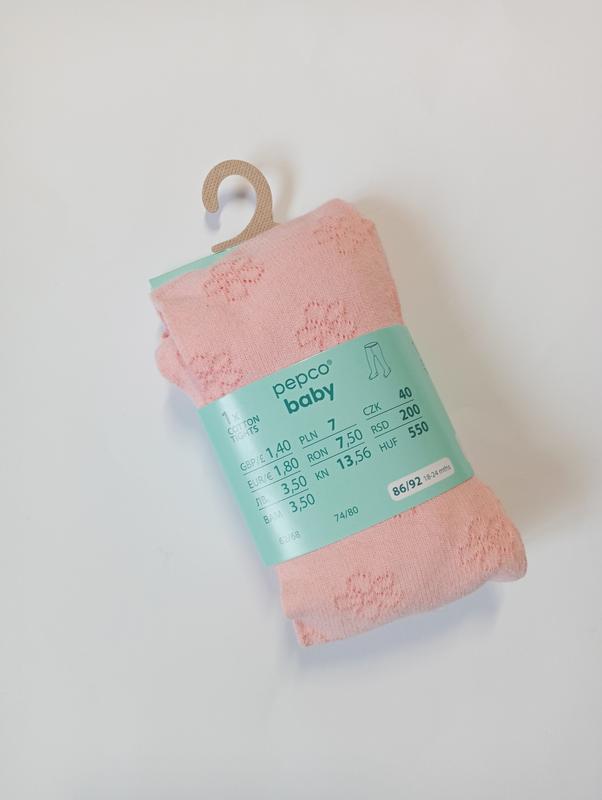 pepco®
baby
1x
COTTON
TIGHTS
GBP/£ 1,40
EUR/€ 1,80
ЛВ. 3,50
BAM 3,50
PLN 7
RON 7,50
KN 13,56
CZK 40
RSD 200
HUF 550
62/68
74/80
86/92 18-24 mths